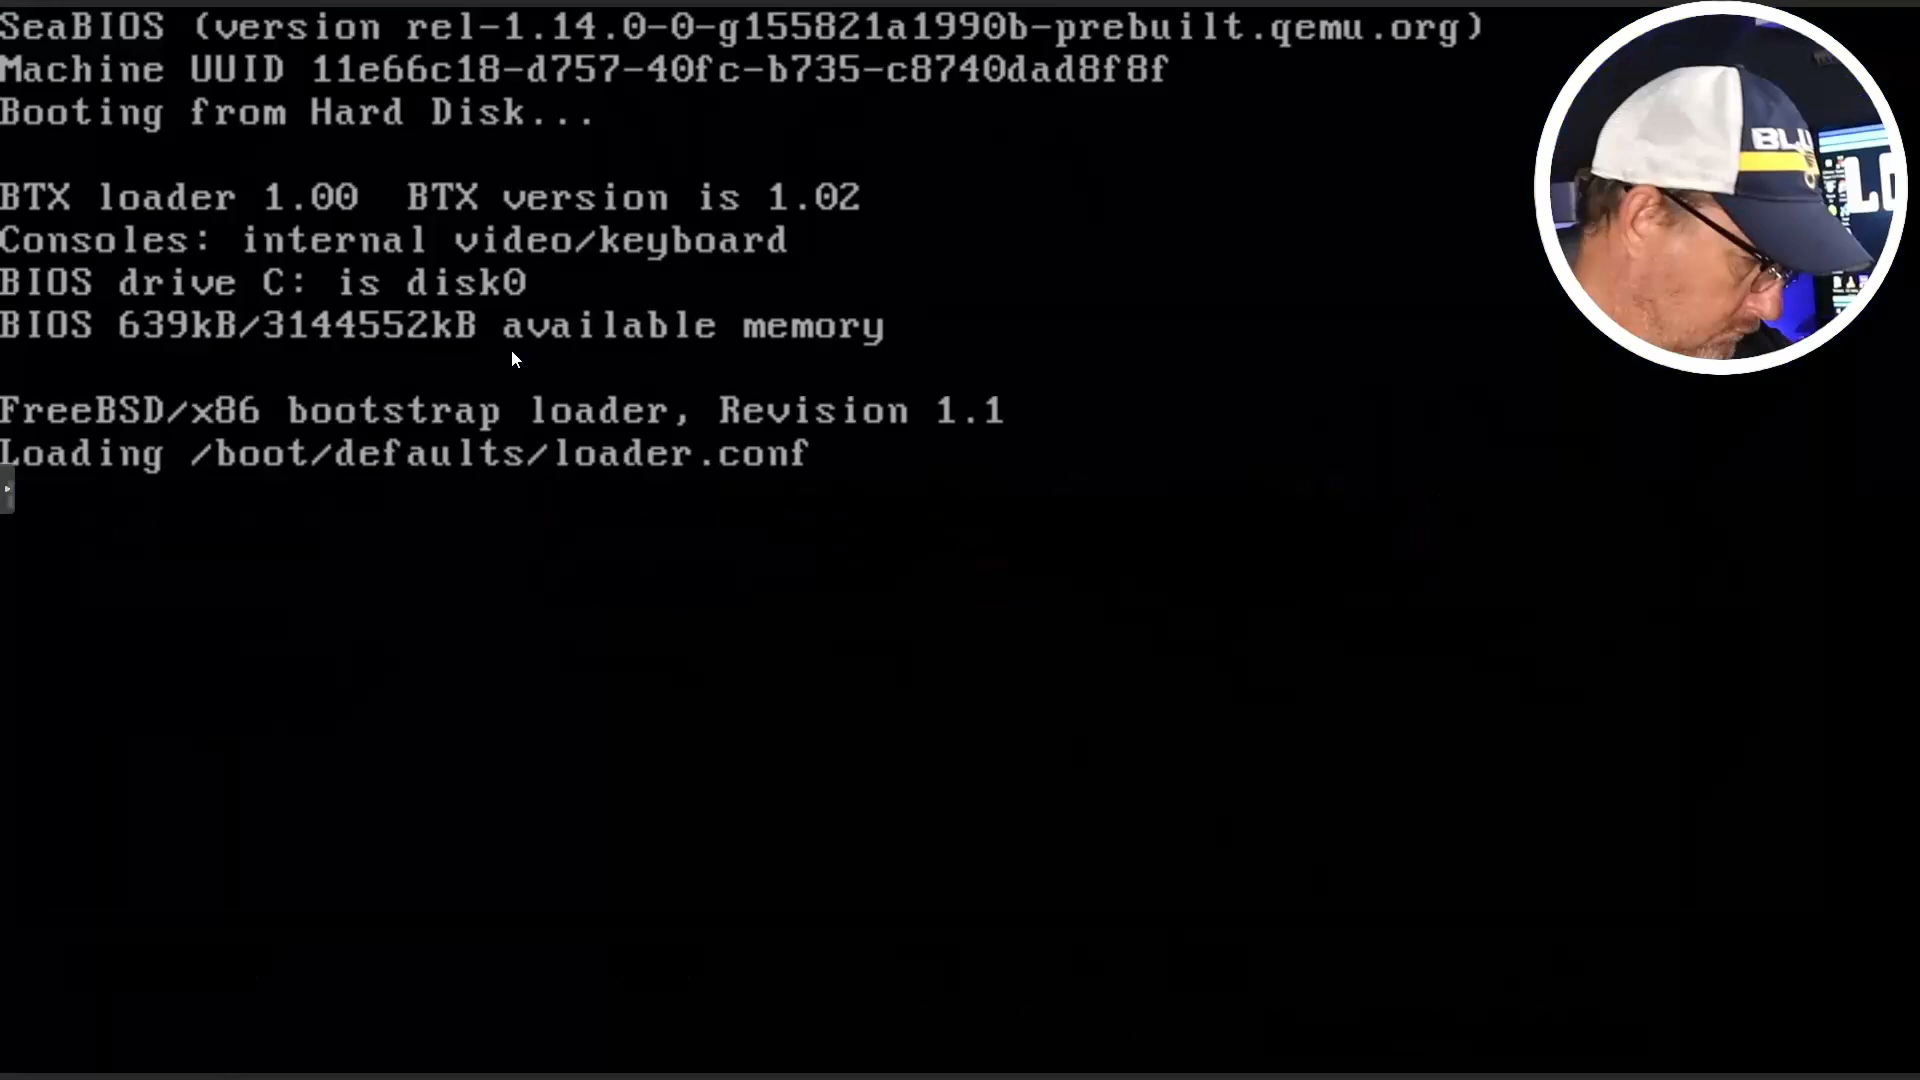 SeaBIOS (version rel-1.14.0-0-g155821a1990b-prebuilt.qemu.org)
Machine UUID 11e66c18-d757-40fc-b735-c8740dad8f8f
Booting from Hard Disk...
BTX loader 1.00  BTX version is 1.02
Consoles: internal video/keyboard
BIOS drive C: is disk0
BIOS 639kB/3144552kB available memory
FreeBSD/x86 bootstrap loader, Revision 1.1
Loading /boot/defaults/loader.conf
BLU